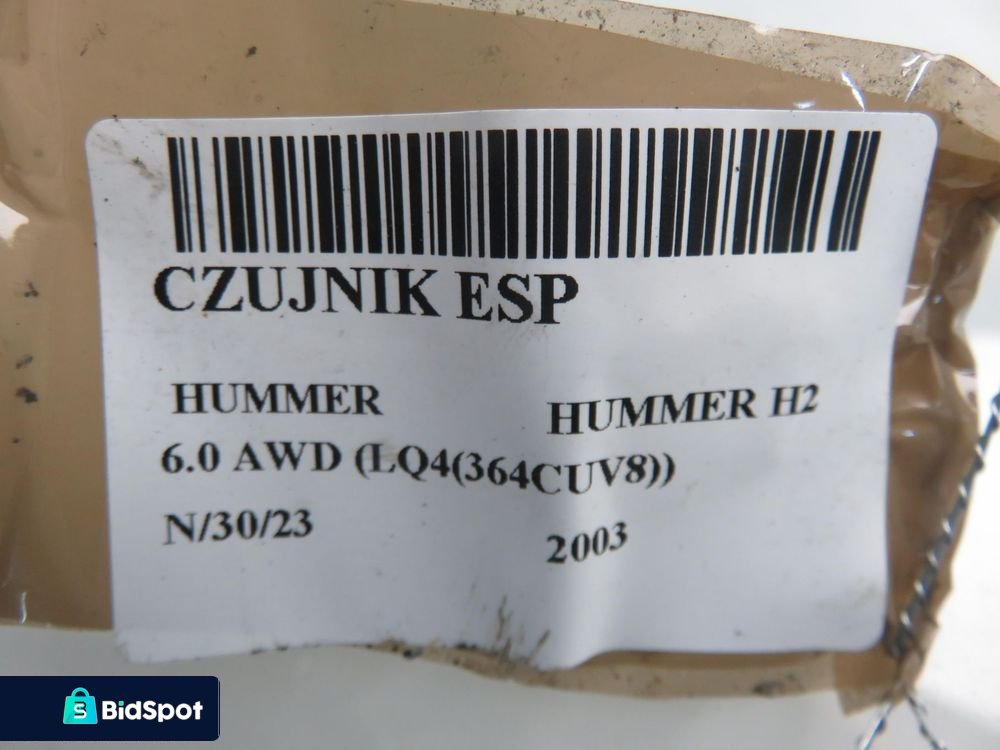 CZUJNIK ESP
HUMMER HUMMER H2
6.0 AWD (LQ4(364CUV8))
N/30/23 2003
BidSpot